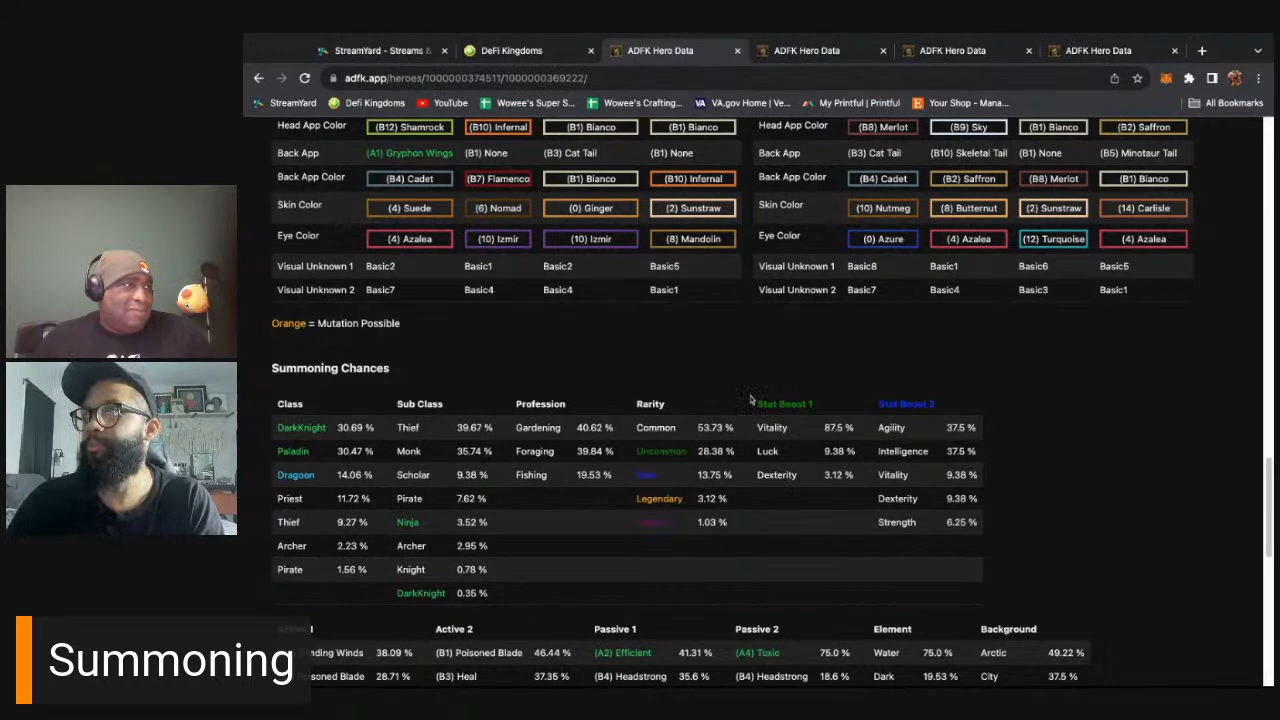 StreamYard - Streams &
DeFi Kingdoms
ADFK Hero Data
ADFK Hero Data
ADFK Hero Data
ADFK Hero Data
adfk.app/heroes/1000000374511/1000000369222/
StreamYard
Defi Kingdoms
YouTube
Wowee's Super S...
Wowee's Crafting...
VA.gov Home | Ve...
My Printful | Printful
Your Shop - Mana...
All Bookmarks
Head App Color (B12) Shamrock (B10) Infernal (B1) Bianco (B1) Bianco
Head App Color (B8) Merlot (B9) Sky (B1) Bianco (B2) Saffron
Back App (A1) Gryphon Wings (B1) None (B3) Cat Tail (B1) None
Back App (B3) Cat Tail (B10) Skeletal Tail (B1) None (B5) Minotaur Tail
Back App Color (B4) Cadet (B7) Flamenco (B1) Bianco (B10) Infernal
Back App Color (B4) Cadet (B2) Saffron (B8) Merlot (B1) Bianco
Skin Color (4) Suede (6) Nomad (0) Ginger (2) Sunstraw
Skin Color (10) Nutmeg (8) Butternut (2) Sunstraw (14) Carlisle
Eye Color (4) Azalea (10) Izmir (10) Izmir (8) Mandolin
Eye Color (0) Azure (4) Azalea (12) Turquoise (4) Azalea
Visual Unknown 1 Basic2 Basic1 Basic2 Basic5
Visual Unknown 1 Basic8 Basic1 Basic6 Basic5
Visual Unknown 2 Basic7 Basic4 Basic4 Basic1
Visual Unknown 2 Basic7 Basic4 Basic3 Basic1
Orange = Mutation Possible
Summoning Chances
Class Sub Class Profession Rarity Stat Boost 1 Stat Boost 2
DarkKnight 30.69 % Thief 39.67 % Gardening 40.62 % Common 53.73 % Vitality 87.5 % Agility 37.5 %
Paladin 30.47 % Monk 35.74 % Foraging 39.84 % Uncommon 28.38 % Luck 9.38 % Intelligence 37.5 %
Dragoon 14.06 % Scholar 9.38 % Fishing 19.53 % 13.75 % Dexterity 3.12 % Vitality 9.38 %
Priest 11.72 % Pirate 7.62 % Legendary 3.12 % Dexterity 9.38 %
Thief 9.27 % Ninja 3.52 % 1.03 % Strength 6.25 %
Archer 2.23 % Archer 2.95 %
Pirate 1.56 % Knight 0.78 %
DarkKnight 0.35 %
Active 2 Passive 1 Passive 2 Element Background
Winds 38.09 % (B1) Poisoned Blade 46.44 % (A2) Efficient 41.31 % (A4) Toxic 75.0 % Water 75.0 % Arctic 49.22 %
Blade 28.71 % (B3) Heal 37.35 % (B4) Headstrong 35.6 % (B4) Headstrong 18.6 % Dark 19.53 % City 37.5 %
Summoning